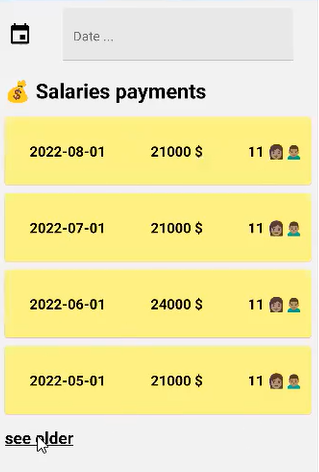 Date ...
Salaries payments
2022-08-01 21000 $ 11
2022-07-01 21000 $ 11
2022-06-01 24000 $ 11
2022-05-01 21000 $ 11
see older